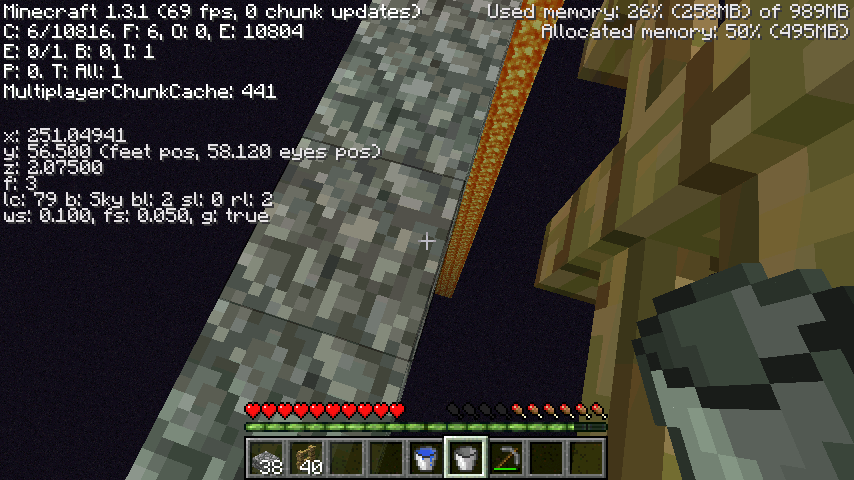 Minecraft 1.3.1 (69 fps, 0 chunk updates)
C: 6/10816. F: 6, O: 0, E: 10804
E: 0/1. B: 0, I: 1
P: 0. T: All: 1
MultiplayerChunkCache: 441
x: 251.04941
y: 56.500 (feet pos, 58.120 eyes pos)
z: 2.07500
f: 3
lc: 79 b: Sky bl: 2 sl: 0 rl: 2
ws: 0.100, fs: 0.050, g: true
Used memory: 26% (258MB) of 989MB
Allocated memory: 50% (495MB)
38
40